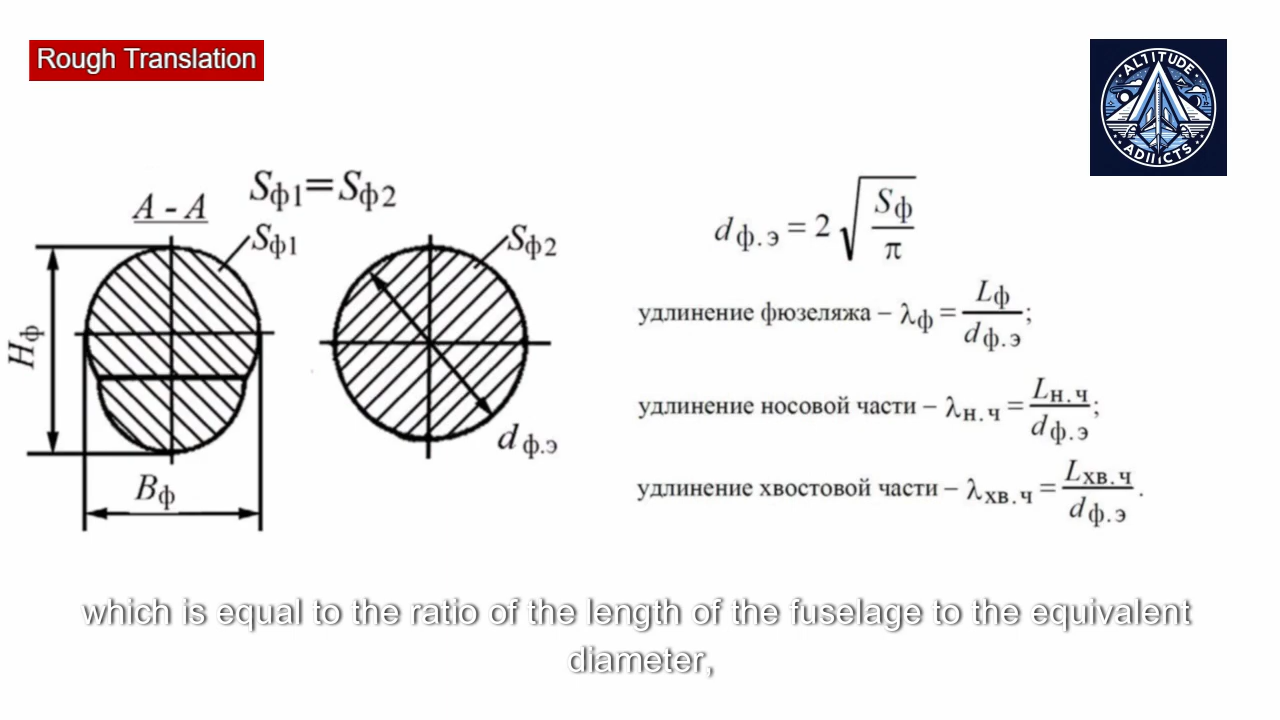 Rough Translation
ALTITUDE
ADIICTS
Sф1=Sф2
A - A
Sф1
Sф2
Hф
Bф
dф.э
dф.э = 2√(Sф/π)
удлинение фюзеляжа – λф = Lф/dф.э;
удлинение носовой части – λн.ч = Lн.ч/dф.э;
удлинение хвостовой части – λхв.ч = Lхв.ч/dф.э.
which is equal to the ratio of the length of the fuselage to the equivalent
diameter,